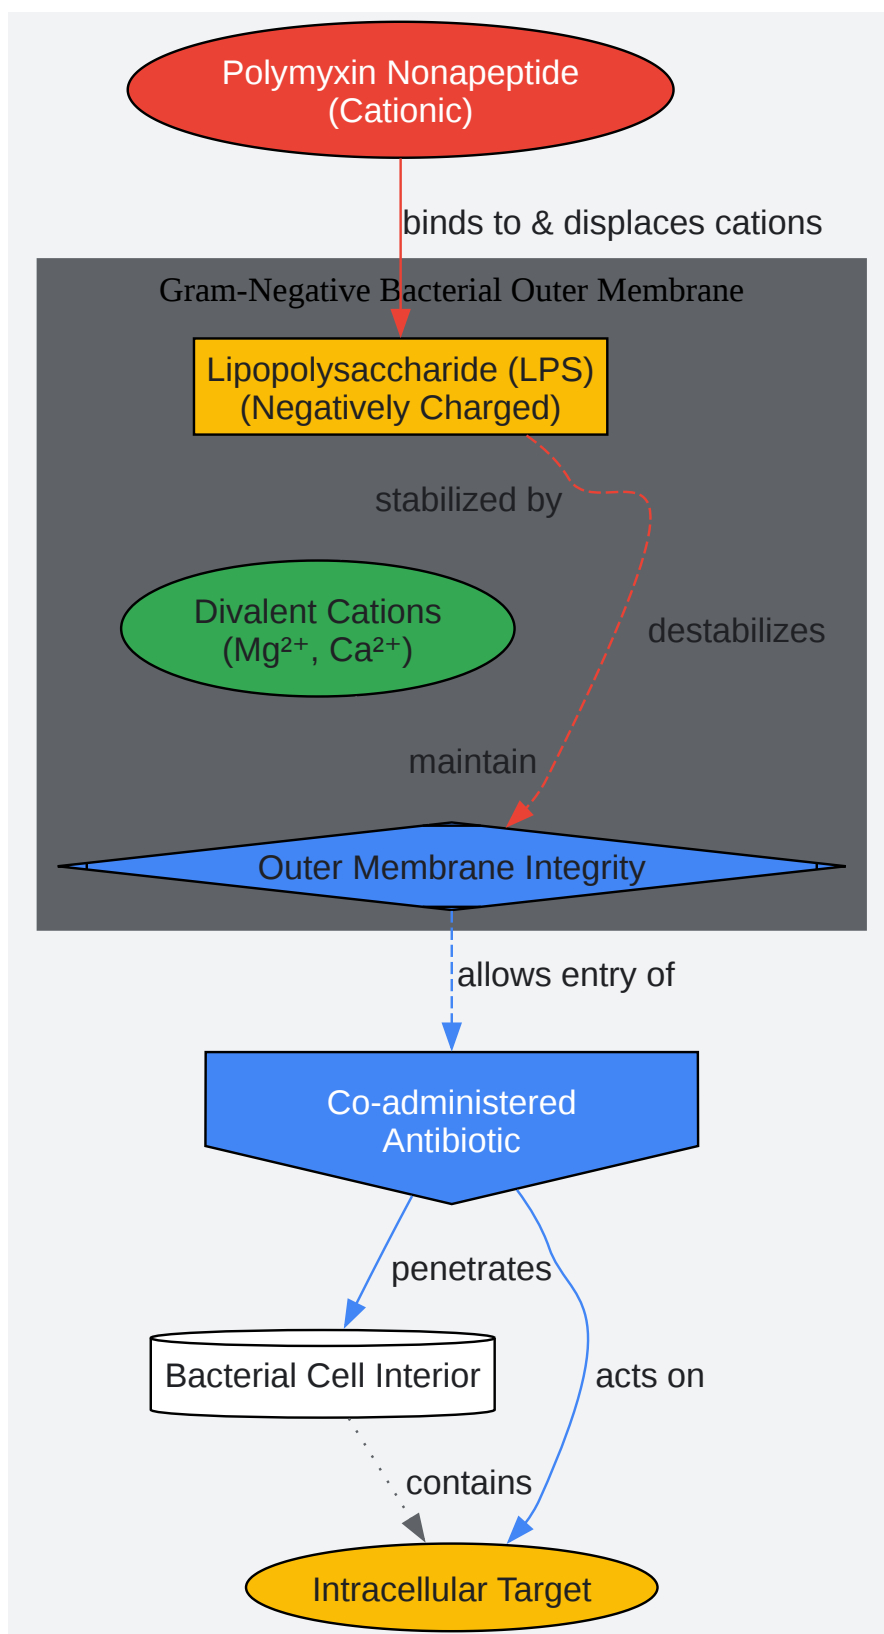 Polymyxin Nonapeptide
(Cationic)
binds to & displaces cations
Gram-Negative Bacterial Outer Membrane
Lipopolysaccharide (LPS)
(Negatively Charged)
stabilized by
Divalent Cations
(Mg²⁺, Ca²⁺)
destabilizes
maintain
Outer Membrane Integrity
allows entry of
Co-administered
Antibiotic
penetrates
Bacterial Cell Interior
acts on
contains
Intracellular Target